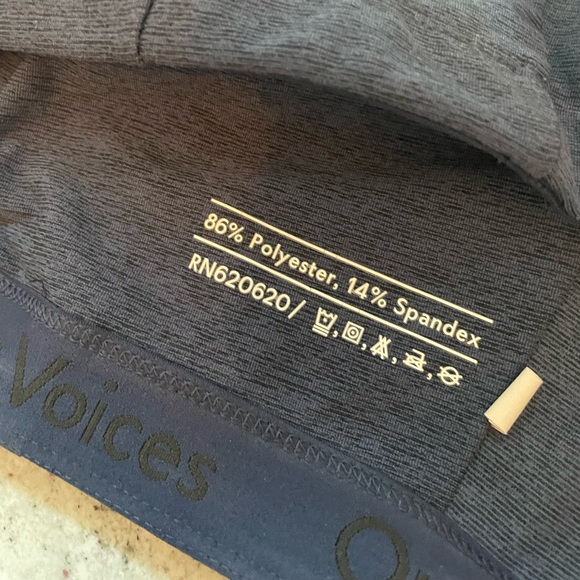 86% Polyester, 14% Spandex
RN620620/
Voices